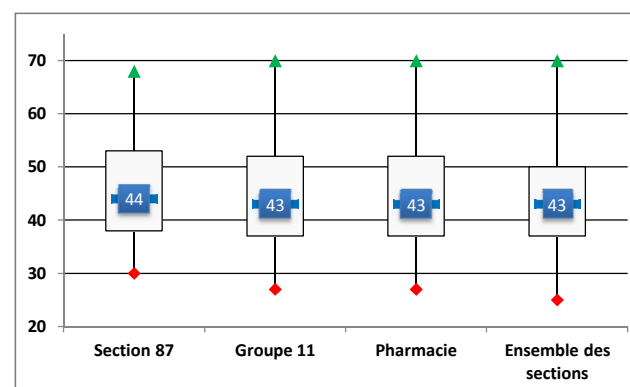 70
60
50
40
30
20
44
43
43
43
Section 87
Groupe 11
Pharmacie
Ensemble des
sections